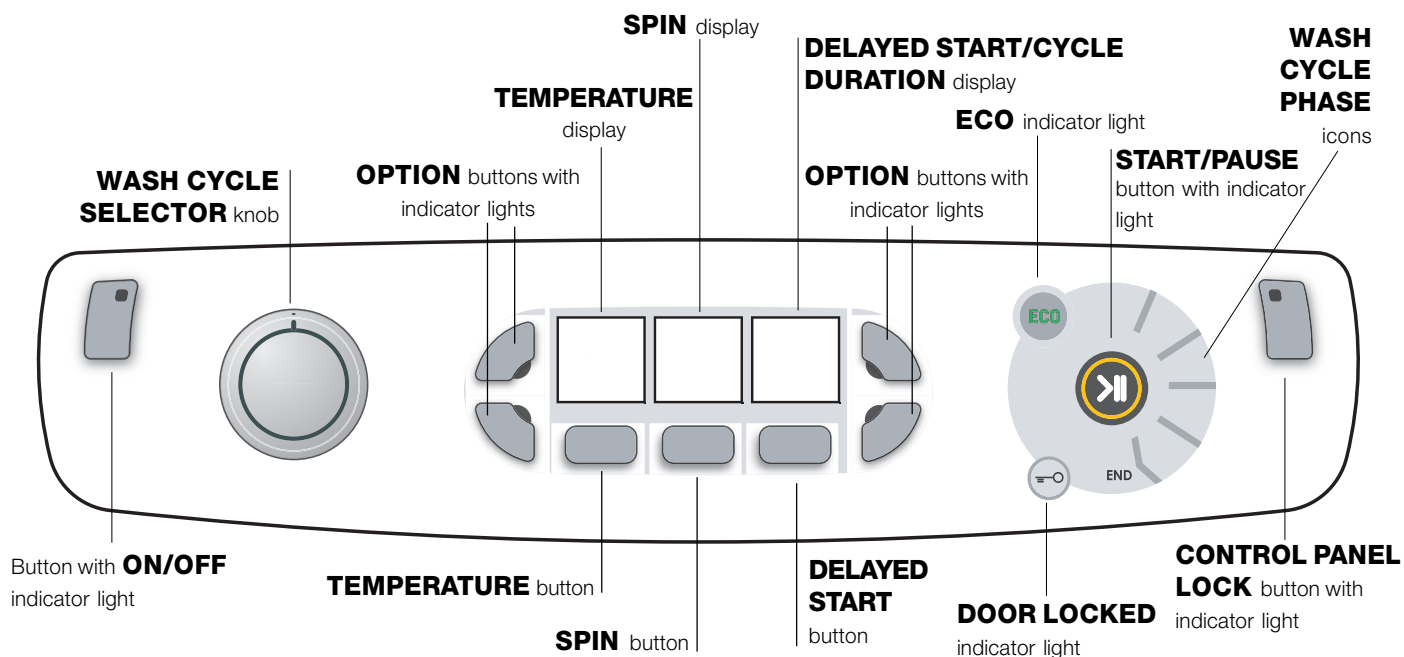 SPIN display
DELAYED START/CYCLE
DURATION display
WASH
CYCLE
PHASE
icons
TEMPERATURE
display
ECO indicator light
START/PAUSE
button with indicator
light
WASH CYCLE
SELECTOR knob
OPTION buttons with
indicator lights
OPTION buttons with
indicator lights
ECO
END
Button with ON/OFF
indicator light
TEMPERATURE button
SPIN button
DELAYED
START
button
DOOR LOCKED
indicator light
CONTROL PANEL
LOCK button with
indicator light